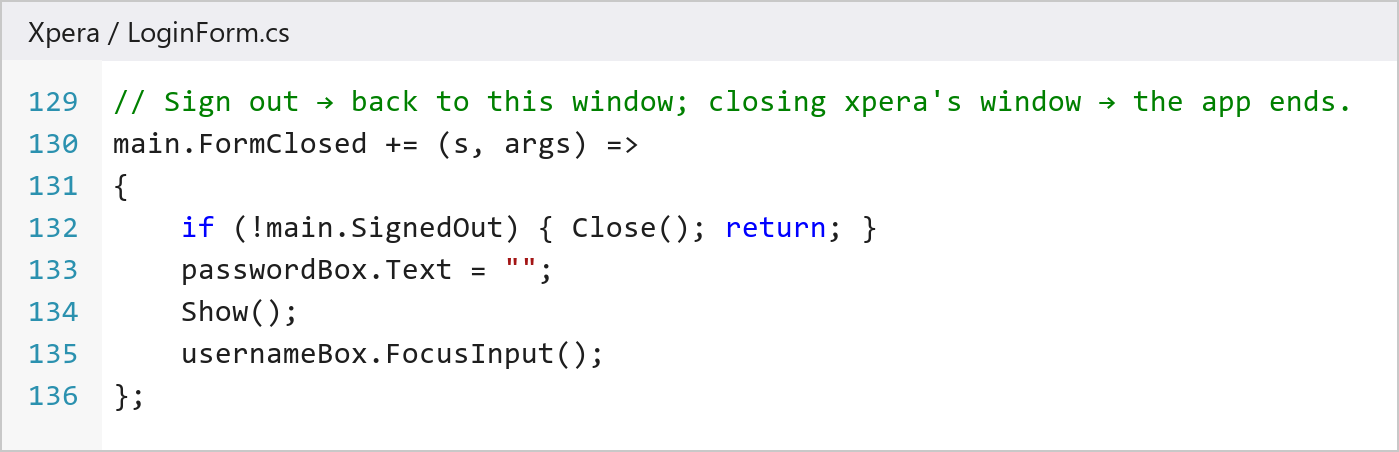 Xpera / LoginForm.cs
129 // Sign out → back to this window; closing xpera's window → the app ends.
130 main.FormClosed += (s, args) =>
131 {
132     if (!main.SignedOut) { Close(); return; }
133     passwordBox.Text = "";
134     Show();
135     usernameBox.FocusInput();
136 };